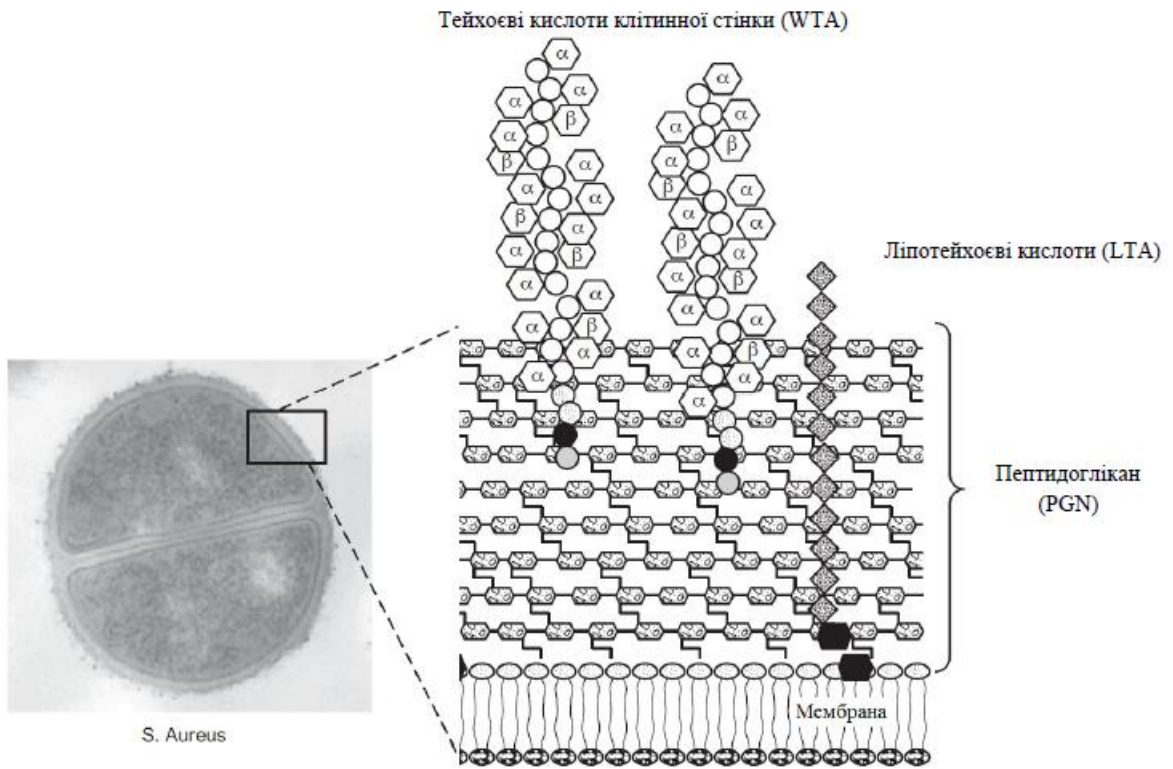 Тейхоєві кислоти клітинної стінки (WTA)
α
α
α
β
α
β
α
α
α
β
α
α
β
α
α
β
α
α
α
α
α
β
α
β
α
α
α
β
α
α
β
α
α
β
α
α
α
Ліпотейхоєві кислоти (LTA)
Пептидоглікан
(PGN)
Мембрана
S. Aureus